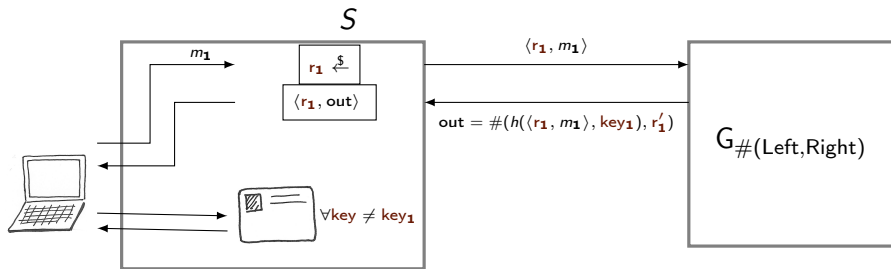 S
m₁
r₁ ←$
⟨r₁, out⟩
⟨r₁, m₁⟩
out = #(h(⟨r₁, m₁⟩, key₁), r′₁)
G#(Left,Right)
∀key ≠ key₁